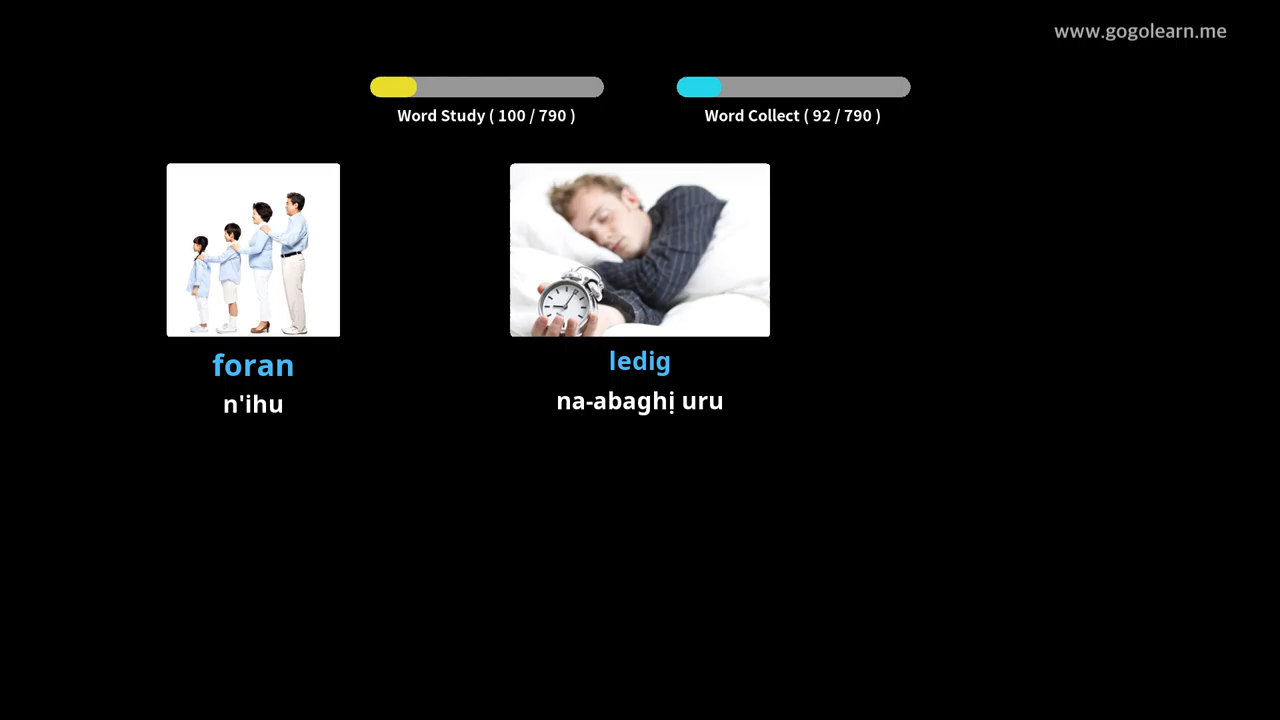 www.gogolearn.me
Word Study ( 100 / 790 )
Word Collect ( 92 / 790 )
foran
n'ihu
ledig
na-abaghị uru